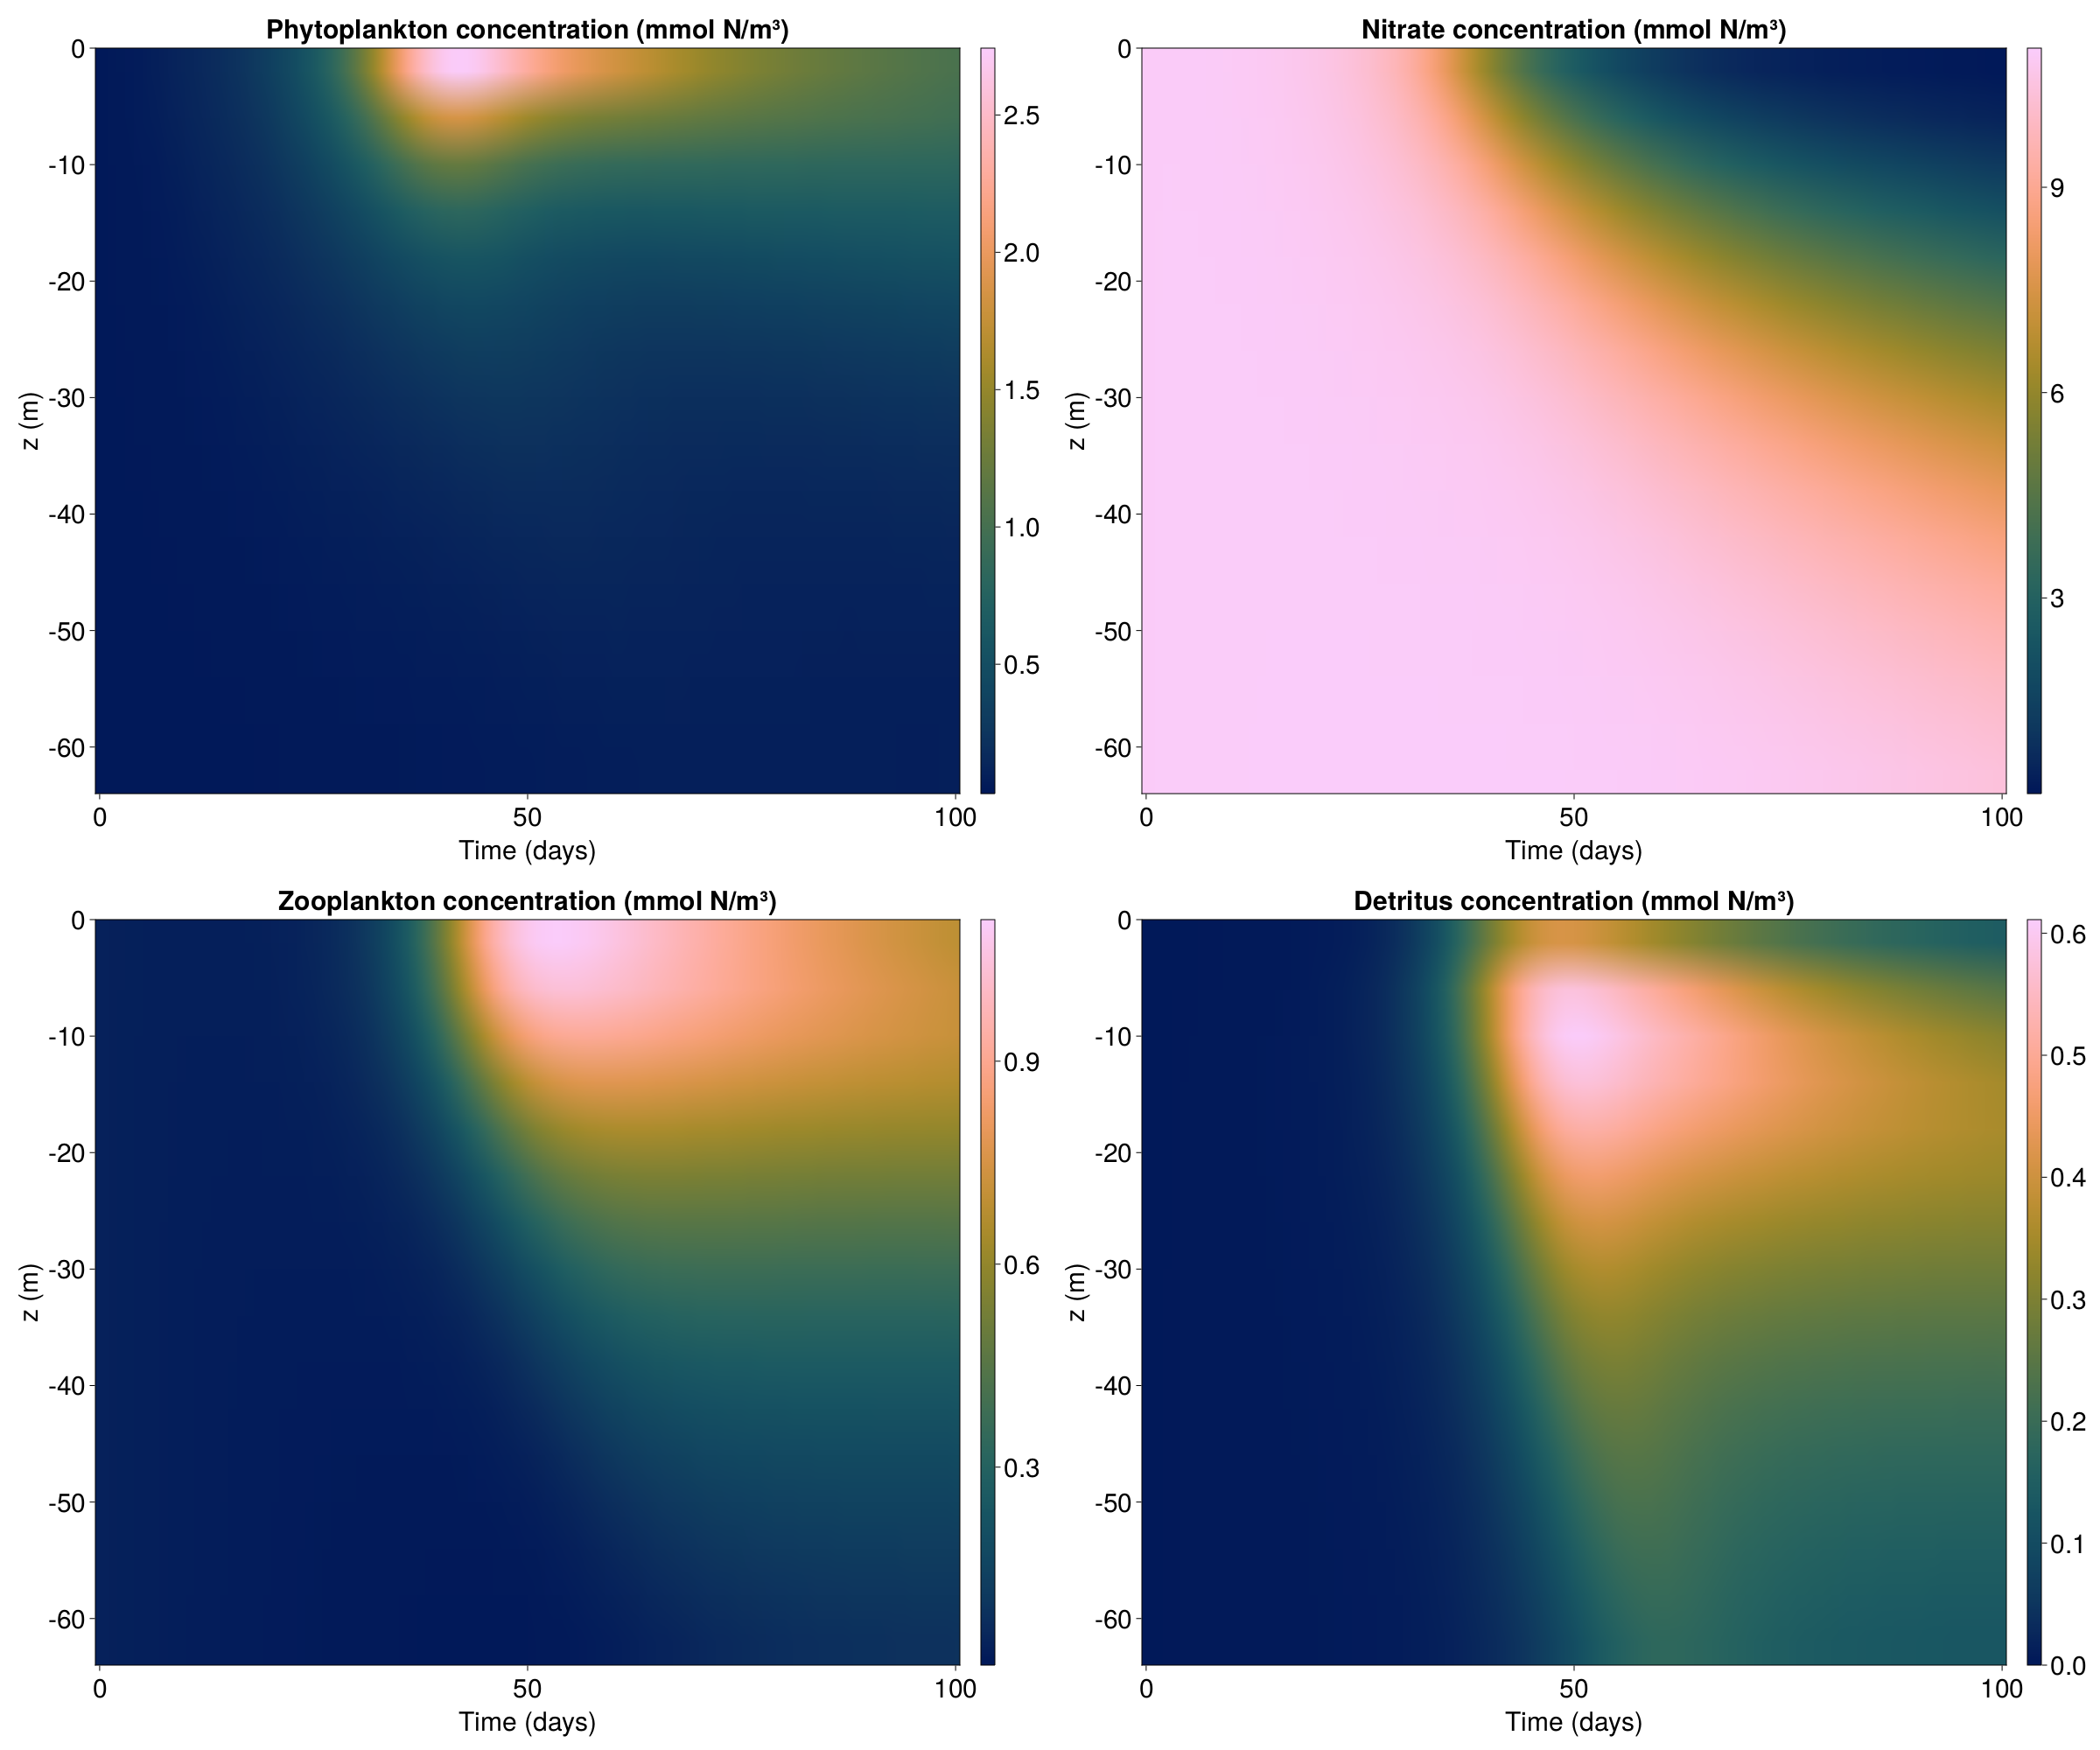 Phytoplankton concentration (mmol N/m³)
0
-10
-20
-30
-40
-50
-60
z (m)
0 50 100
Time (days)
2.5
2.0
1.5
1.0
0.5
Nitrate concentration (mmol N/m³)
0
-10
-20
-30
-40
-50
-60
z (m)
0 50 100
Time (days)
9
6
3
Zooplankton concentration (mmol N/m³)
0
-10
-20
-30
-40
-50
-60
z (m)
0 50 100
Time (days)
0.9
0.6
0.3
Detritus concentration (mmol N/m³)
0
-10
-20
-30
-40
-50
-60
z (m)
0 50 100
Time (days)
0.6
0.5
0.4
0.3
0.2
0.1
0.0